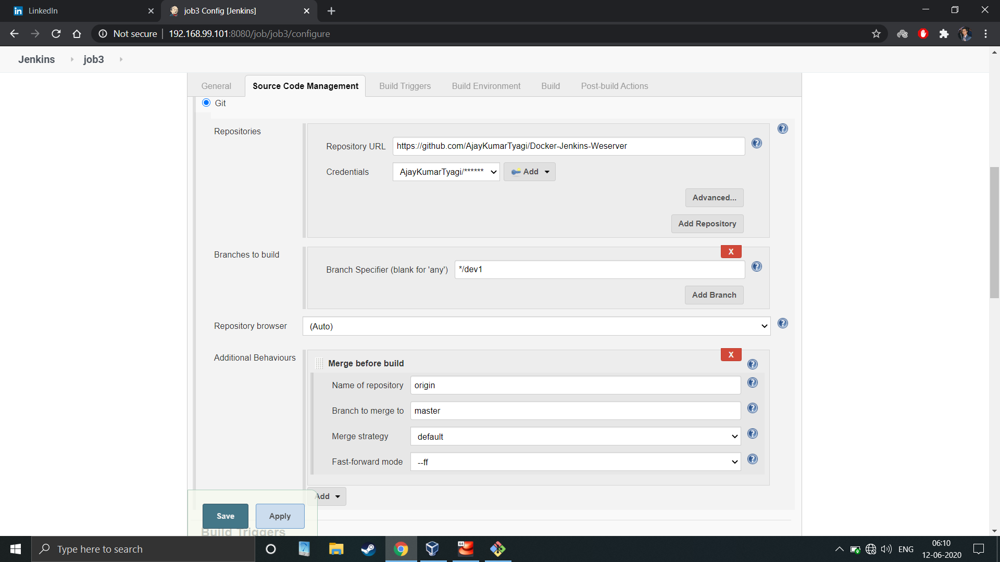 LinkedIn
job3 Config [Jenkins]
Not secure
192.168.99.101:8080/job/job3/configure
Jenkins
job3
General
Source Code Management
Build Triggers
Build Environment
Build
Post-build Actions
Git
Repositories
Repository URL
https://github.com/AjayKumarTyagi/Docker-Jenkins-Weserver
Credentials
AjayKumarTyagi/******
Add
Advanced...
Add Repository
Branches to build
X
Branch Specifier (blank for 'any')
*/dev1
Add Branch
Repository browser
(Auto)
Additional Behaviours
X
Merge before build
Name of repository
origin
Branch to merge to
master
Merge strategy
default
Fast-forward mode
--ff
Add
Save
Apply
Build Triggers
Type here to search
64
ENG
06:10
12-06-2020